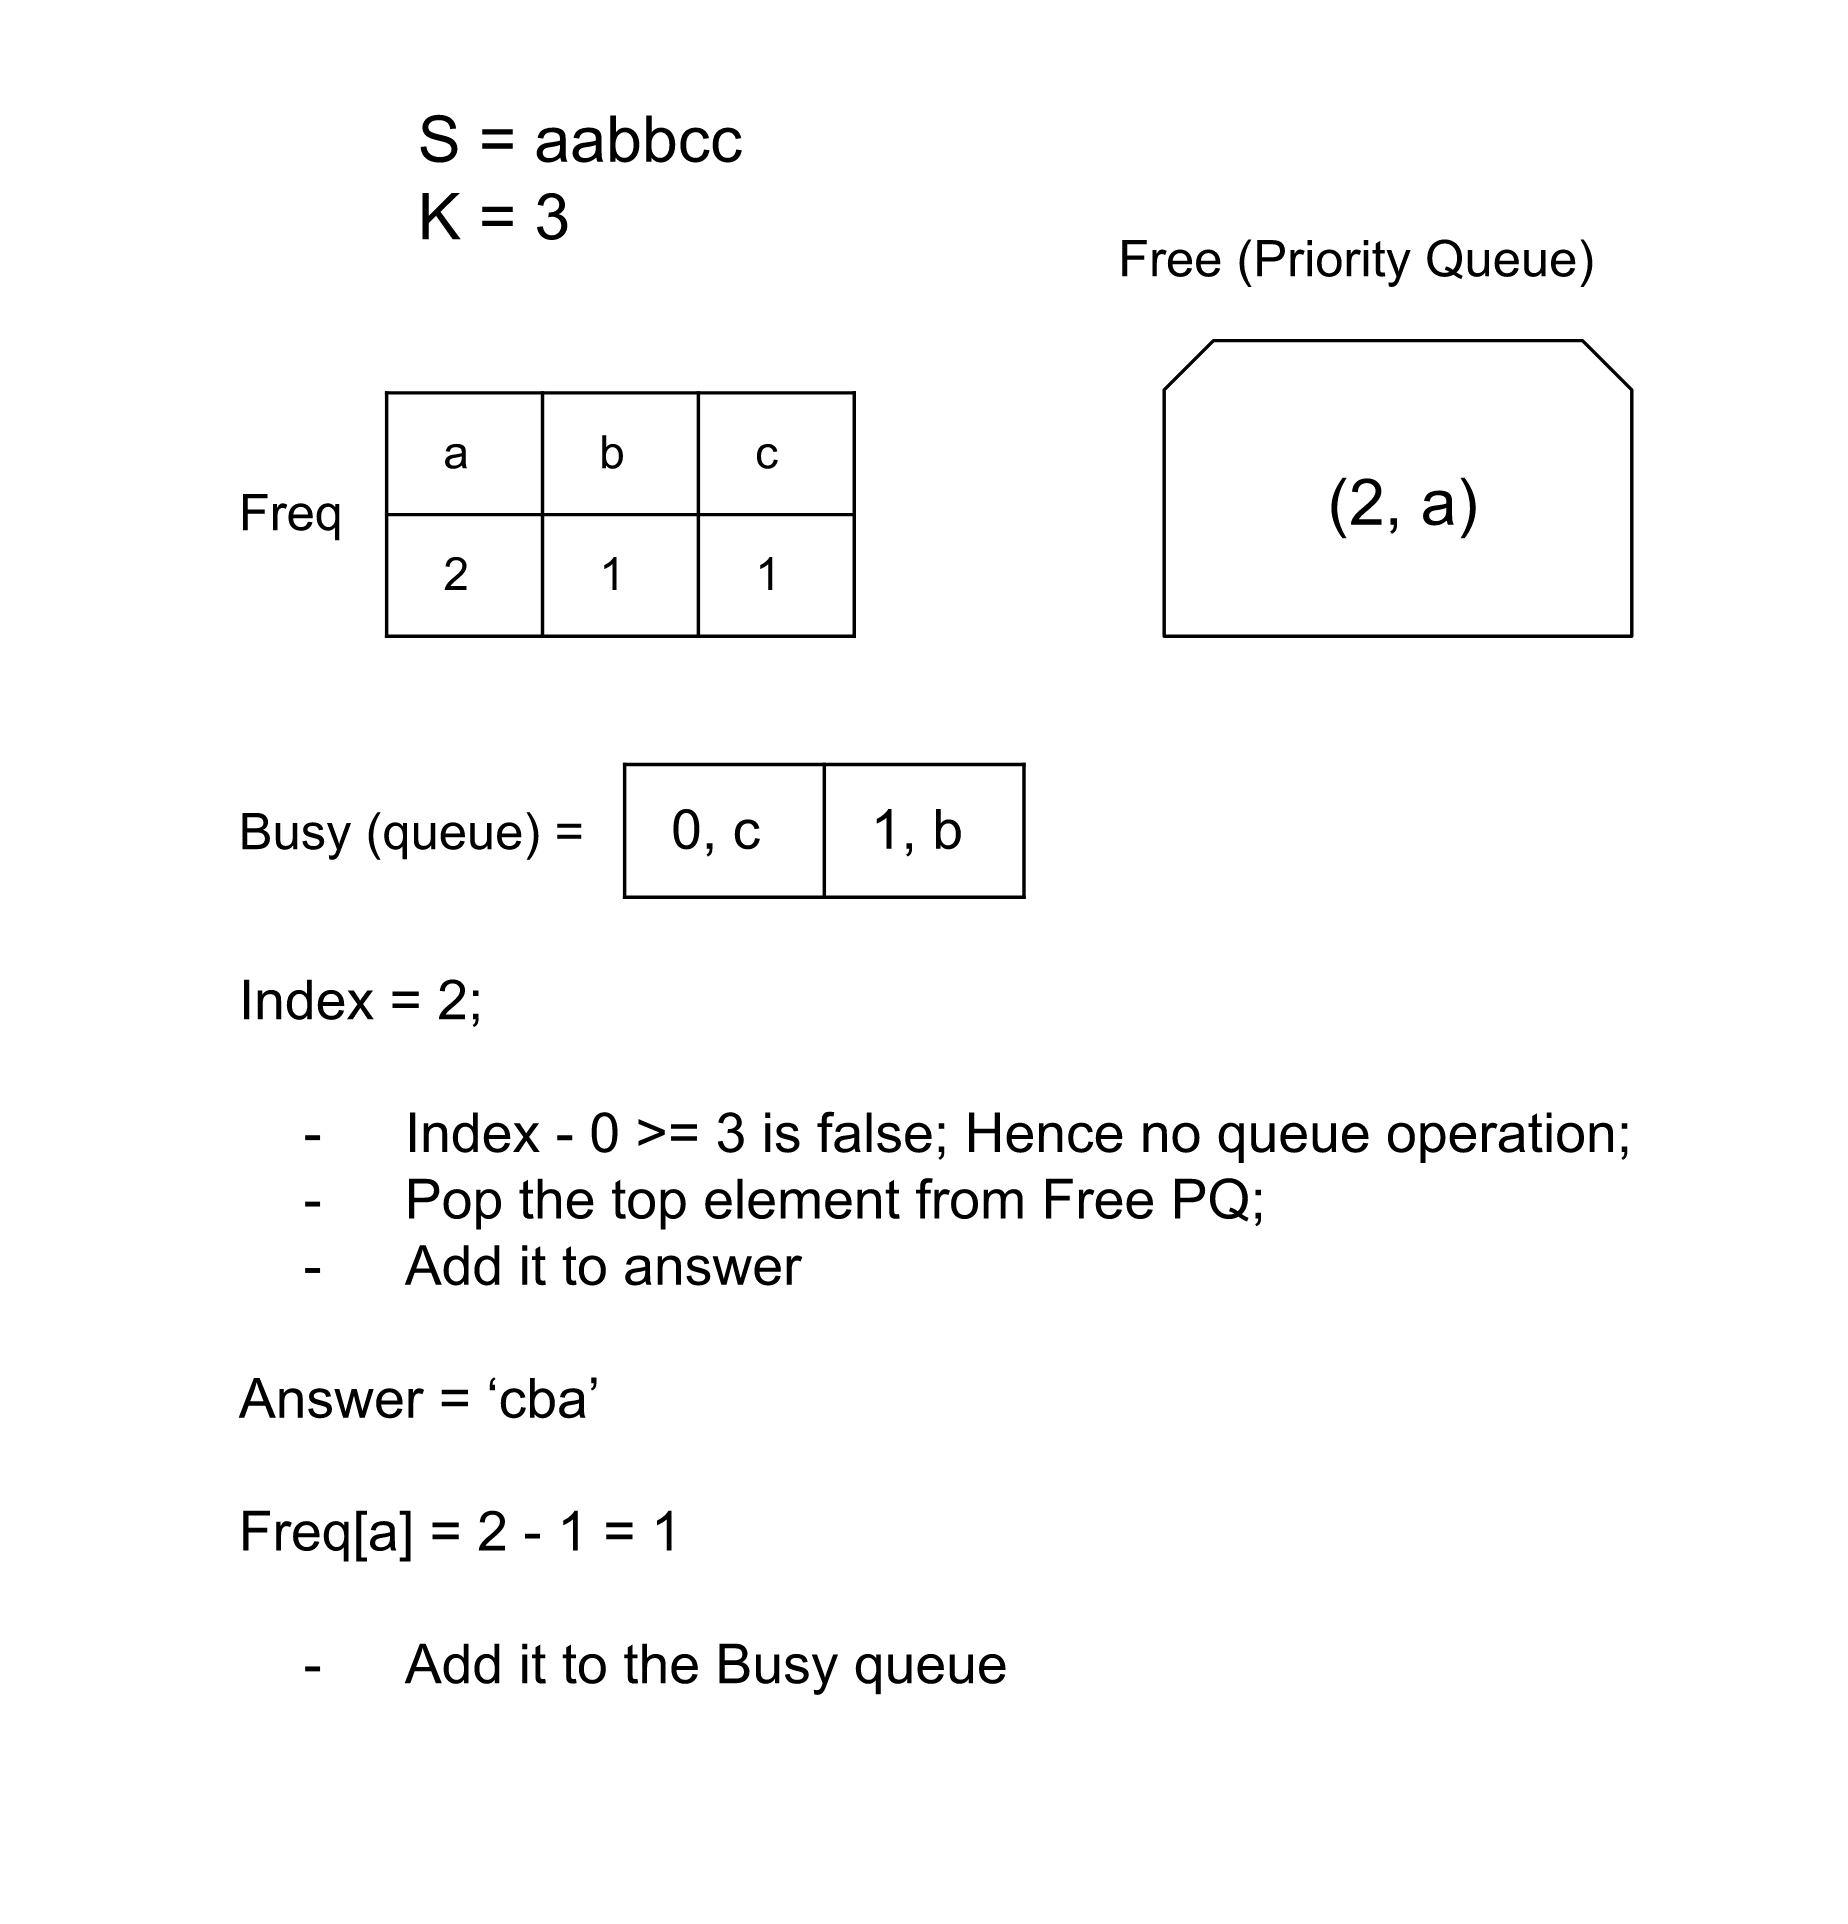 S = aabbcc
K = 3
Free (Priority Queue)
a b c
Freq
2 1 1
(2, a)
Busy (queue) =
0, c 1, b
Index = 2;
- Index - 0 >= 3 is false; Hence no queue operation;
- Pop the top element from Free PQ;
- Add it to answer
Answer = ‘cba’
Freq[a] = 2 - 1 = 1
- Add it to the Busy queue